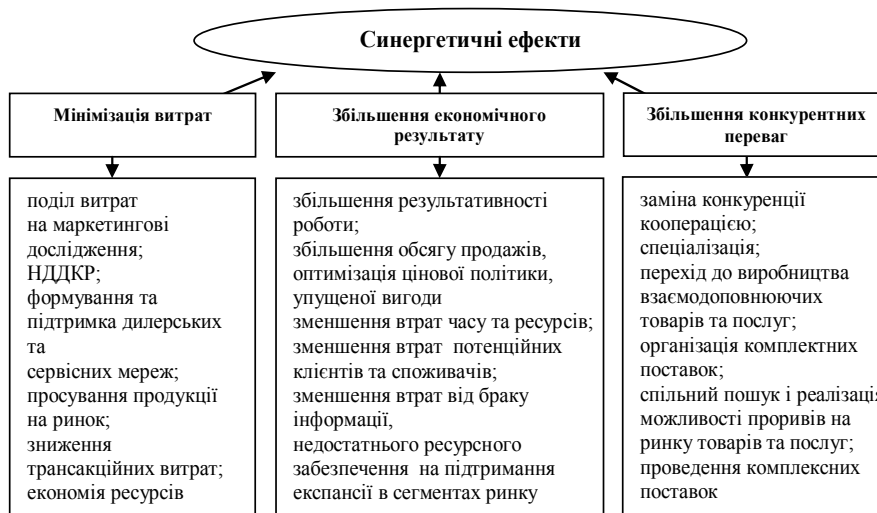 Синергетичні ефекти
Мінімізація витрат
Збільшення економічного
результату
Збільшення конкурентних
переваг
поділ витрат
на маркетингові
дослідження;
НДДКР;
формування та
підтримка дилерських
та
сервісних мереж;
просування продукції
на ринок;
зниження
трансакційних витрат;
економія ресурсів
збільшення результативності
роботи;
збільшення обсягу продажів,
оптимізація цінової політики,
упущеної вигоди
зменшення втрат часу та ресурсів;
зменшення втрат потенційних
клієнтів та споживачів;
зменшення втрат від браку
інформації,
недостатнього ресурсного
забезпечення на підтримання
експансії в сегментах ринку
заміна конкуренції
кооперацією;
спеціалізація;
перехід до виробництва
взаємодоповнюючих
товарів та послуг;
організація комплектних
поставок;
спільний пошук і реалізація
можливості проривів на
ринку товарів та послуг;
проведення комплексних
поставок